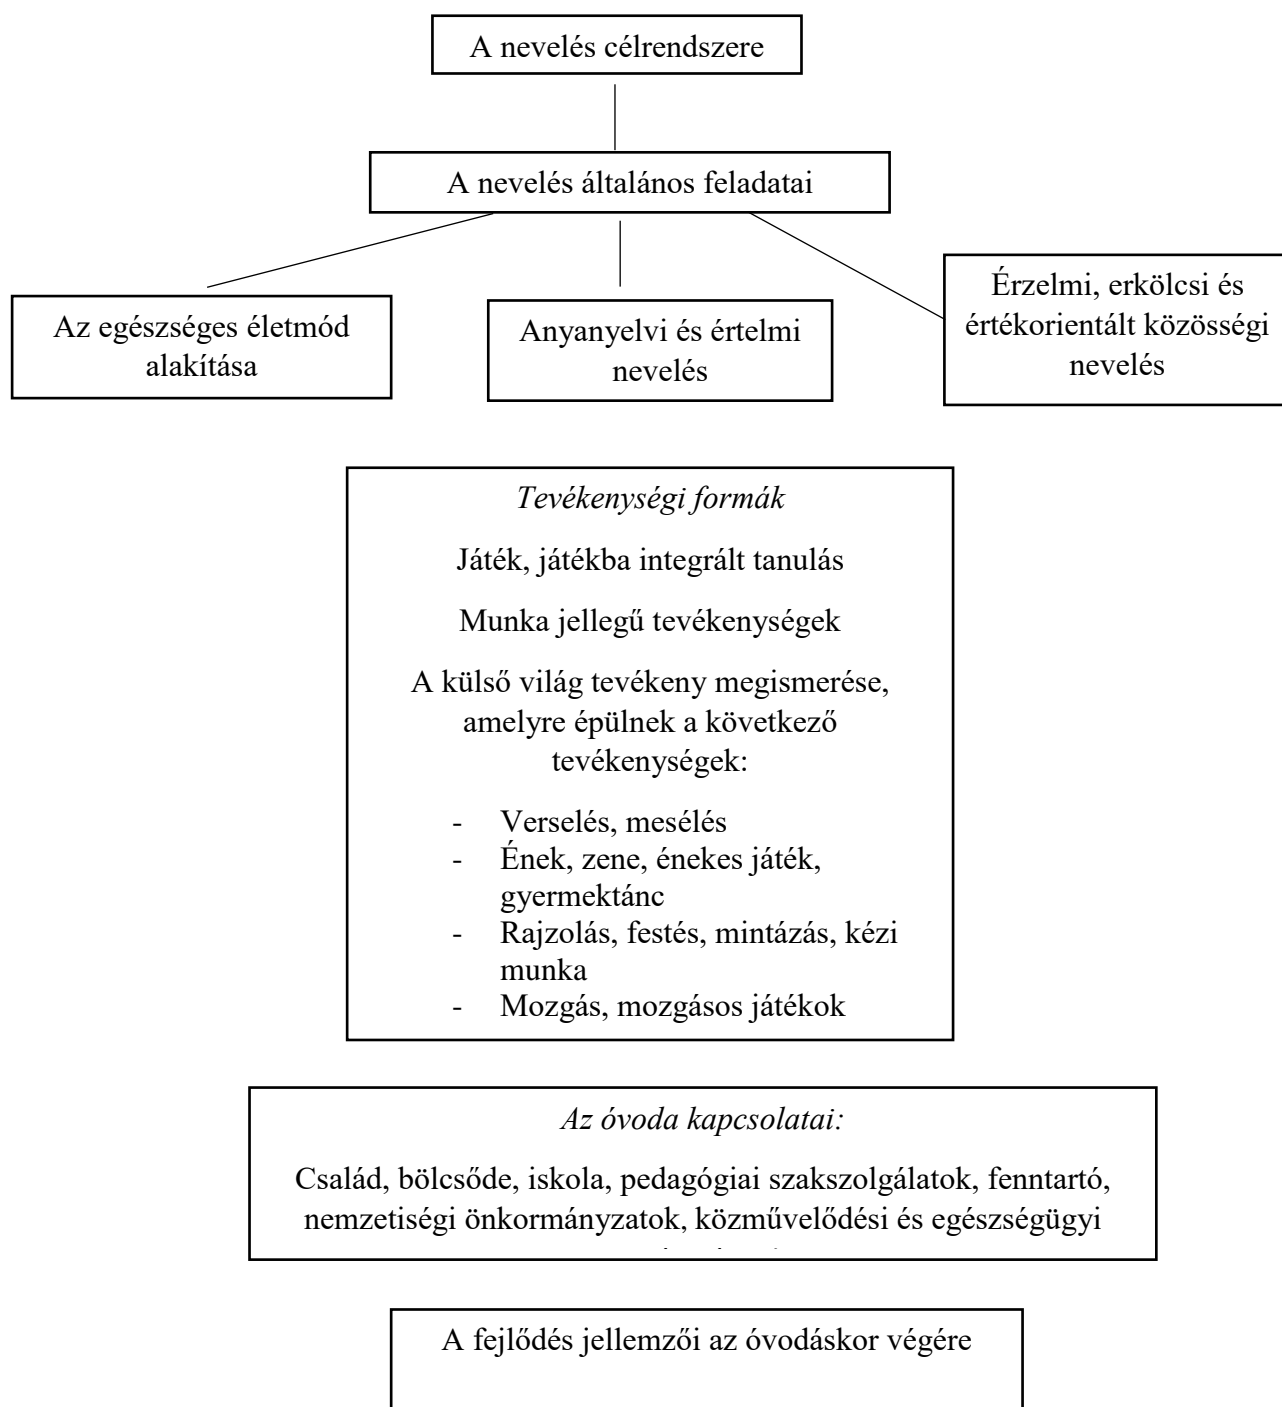 A nevelés célrendszere
A nevelés általános feladatai
Az egészséges életmód
alakítása
Anyanyelvi és értelmi
nevelés
Érzelmi, erkölcsi és
értékorientált közösségi
nevelés
Tevékenységi formák
Játék, játékba integrált tanulás
Munka jellegű tevékenységek
A külső világ tevékeny megismerése,
amelyre épülnek a következő
tevékenységek:
- Verselés, mesélés
- Ének, zene, énekes játék,
gyermektánc
- Rajzolás, festés, mintázás, kézi
munka
- Mozgás, mozgásos játékok
Az óvoda kapcsolatai:
Család, bölcsőde, iskola, pedagógiai szakszolgálatok, fenntartó,
nemzetiségi önkormányzatok, közművelődési és egészségügyi
A fejlődés jellemzői az óvodáskor végére